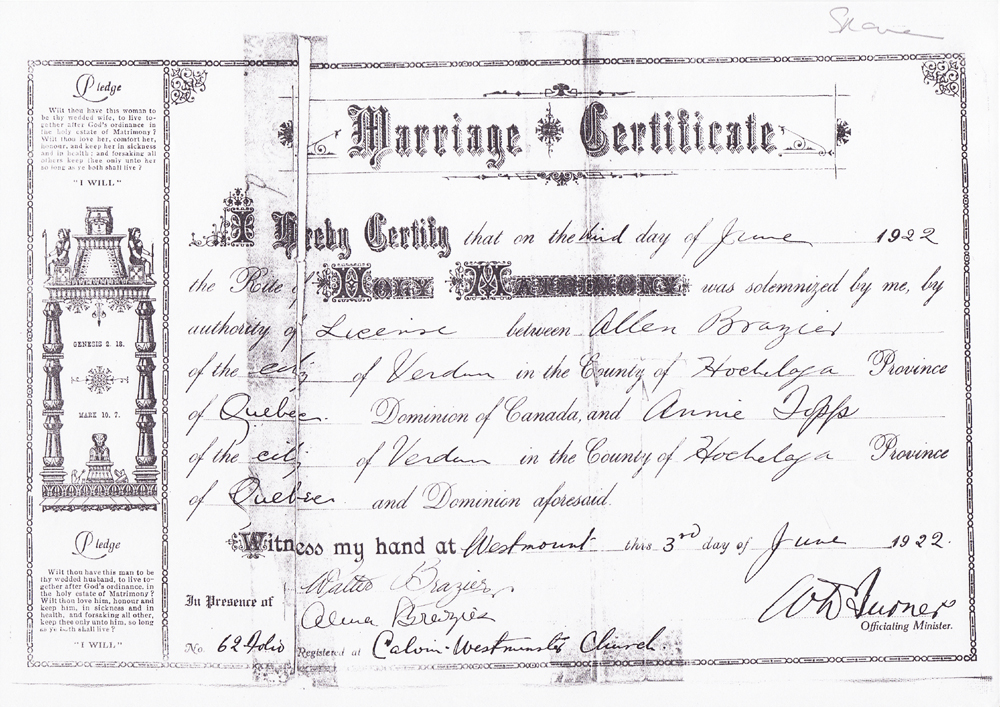 Pledge
Wilt thou have this woman to
be thy wedded wife, to live to-
gether after God's ordinance in
the holy estate of Matrimony?
Wilt thou love her, comfort her,
honour, and keep her in sickness
and in health; and forsaking all
others keep thee only unto her
so long as ye both shall live?
"I WILL"
GENESIS 2. 18.
MARK 10. 7.
Pledge
Wilt thou have this man to be
thy wedded husband, to live to-
gether after God's ordinance, in
the holy estate of Matrimony?
Wilt thou love him, honour and
keep him, in sickness and in
health, and forsaking all other,
keep thee only unto him, so long
as ye both shall live?
"I WILL"
Marriage Certificate
I Hereby Certify that on the third day of June 1922
the Rite of Holy Matrimony was solemnized by me, by
authority of License between Allen Brazier
of the city of Verdun in the County of Hochelaga Province
of Quebec. Dominion of Canada, and Annie Tipps
of the city of Verdun in the County of Hochelaga Province
of Quebec and Dominion aforesaid.
Witness my hand at Westmount this 3rd day of June 1922.
In Presence of Walter Brazier
Alma Brazier
Turner
Officiating Minister.
No. 62 Folio Registered at Calvin-Westminster Church.